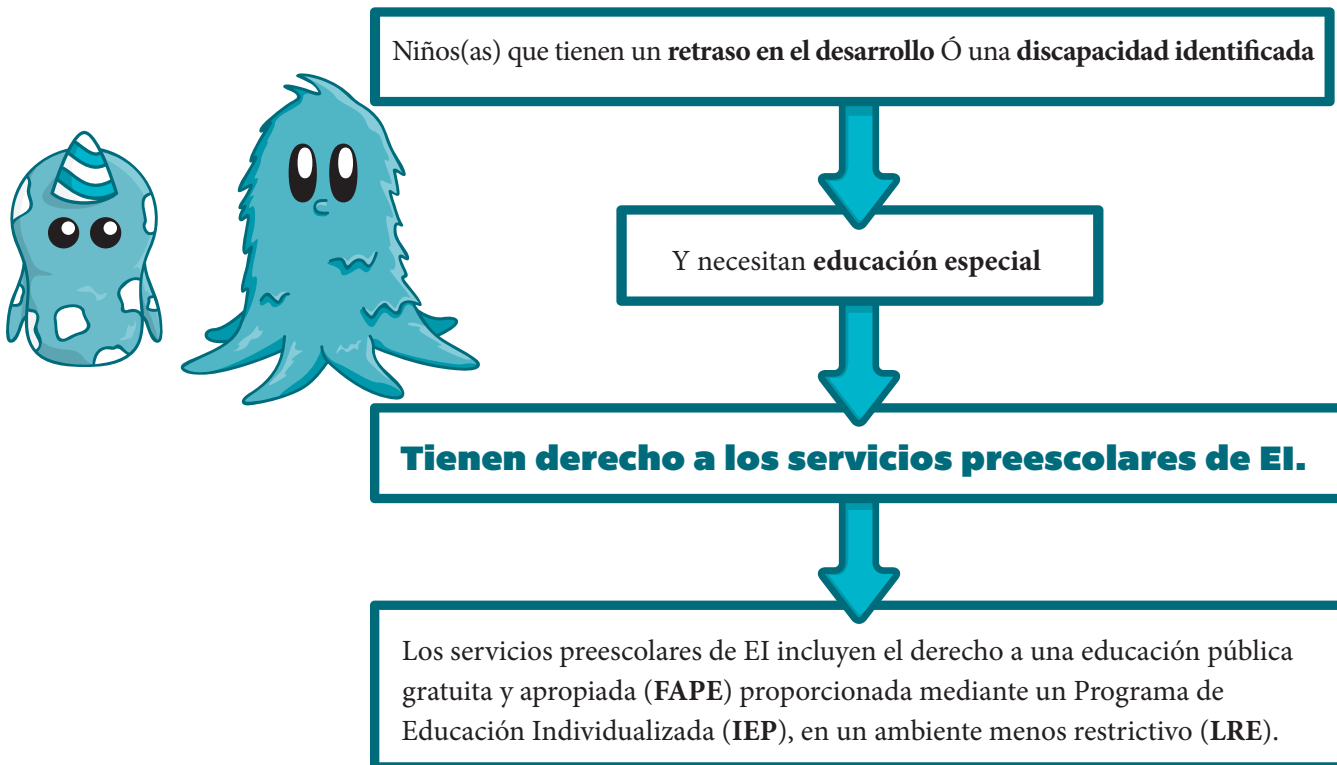 Niños(as) que tienen un retraso en el desarrollo Ó una discapacidad identificada
Y necesitan educación especial
Tienen derecho a los servicios preescolares de EI.
Los servicios preescolares de EI incluyen el derecho a una educación pública
gratuita y apropiada (FAPE) proporcionada mediante un Programa de
Educación Individualizada (IEP), en un ambiente menos restrictivo (LRE).